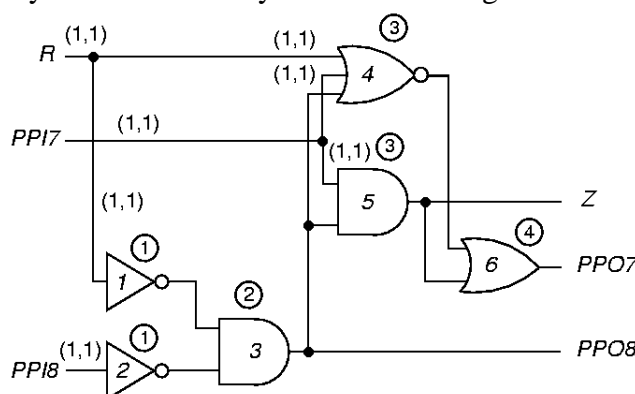 (1,1) (1,1) 3
R 4
(1,1)
PPI7 (1,1) (1,1) 3
5 Z
(1,1) 4
6 PPO7
1
1 2
3 PPO8
(1,1) 1
PPI8 2